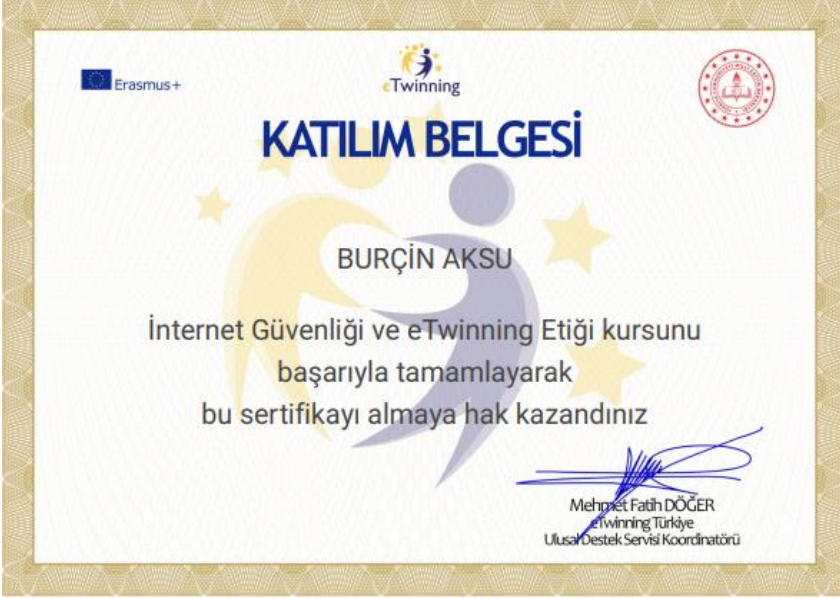 Erasmus+
eTwinning
KATILIM BELGESİ
BURÇİN AKSU
İnternet Güvenliği ve eTwinning Etiği kursunu
başarıyla tamamlayarak
bu sertifikayı almaya hak kazandınız
Mehmet Fatih DÖĞER
eTwinning Türkiye
Ulusal Destek Servisi Koordinatörü